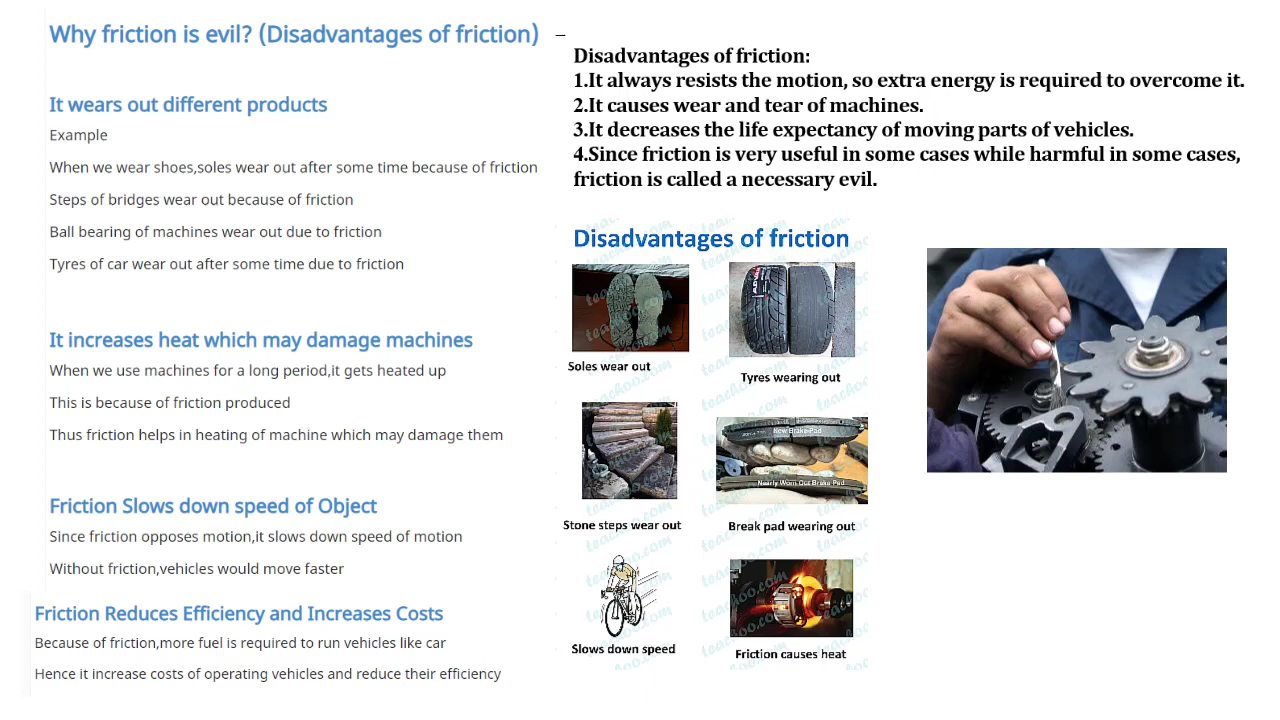 Why friction is evil? (Disadvantages of friction)
It wears out different products
Example
When we wear shoes,soles wear out after some time because of friction
Steps of bridges wear out because of friction
Ball bearing of machines wear out due to friction
Tyres of car wear out after some time due to friction
It increases heat which may damage machines
When we use machines for a long period,it gets heated up
This is because of friction produced
Thus friction helps in heating of machine which may damage them
Friction Slows down speed of Object
Since friction opposes motion,it slows down speed of motion
Without friction,vehicles would move faster
Friction Reduces Efficiency and Increases Costs
Because of friction,more fuel is required to run vehicles like car
Hence it increase costs of operating vehicles and reduce their efficiency
Disadvantages of friction:
1.It always resists the motion, so extra energy is required to overcome it.
2.It causes wear and tear of machines.
3.It decreases the life expectancy of moving parts of vehicles.
4.Since friction is very useful in some cases while harmful in some cases,
friction is called a necessary evil.
Disadvantages of friction
Soles wear out
Tyres wearing out
New Brake Pad
Nearly Worn Out Brake Pad
Stone steps wear out
Break pad wearing out
Slows down speed
Friction causes heat
teachoo.com